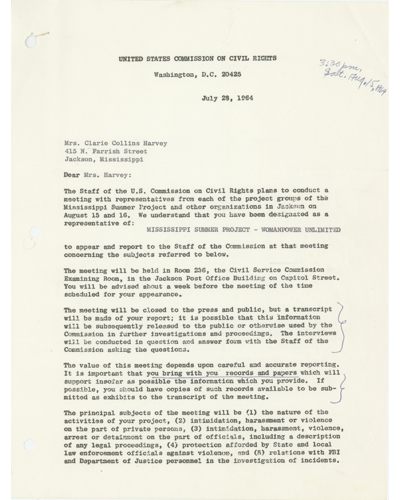 UNITED STATES COMMISSION ON CIVIL RIGHTS
Washington, D.C. 20425
3:30 pm,
Sat. Aug. 15, 1964
July 28, 1964
Mrs. Clarie Collins Harvey
415 N. Farrish Street
Jackson, Mississippi
Dear Mrs. Harvey:
The Staff of the U.S. Commission on Civil Rights plans to conduct a
meeting with representatives from each of the project groups of the
Mississippi Summer Project and other organizations in Jackson on
August 15 and 16. We understand that you have been designated as a
representative of:
MISSISSIPPI SUMMER PROJECT - WOMANPOWER UNLIMITED
to appear and report to the Staff of the Commission at that meeting
concerning the subjects referred to below.
The meeting will be held in Room 236, the Civil Service Commission
Examining Room, in the Jackson Post Office Building on Capitol Street.
You will be advised about a week before the meeting of the time
scheduled for your appearance.
The meeting will be closed to the press and public, but a transcript
will be made of your report; it is possible that this information
will be subsequently released to the public or otherwise used by the
Commission in further investigations and proceedings. The interviews
will be conducted in question and answer form with the Staff of the
Commission asking the questions.
The value of this meeting depends upon careful and accurate reporting.
It is important that you bring with you records and papers which will
support insofar as possible the information which you provide. If
possible, you should have copies of such records available to be sub-
mitted as exhibits to the transcript of the meeting.
The principal subjects of the meeting will be (1) the nature of the
activities of your project, (2) intimidation, harassment or violence
on the part of private persons, (3) intimidation, harassment, violence,
arrest or detainment on the part of officials, including a description
of any legal proceedings, (4) protection afforded by State and local
law enforcement officials against violence, and (5) relations with FBI
and Department of Justice personnel in the investigation of incidents.